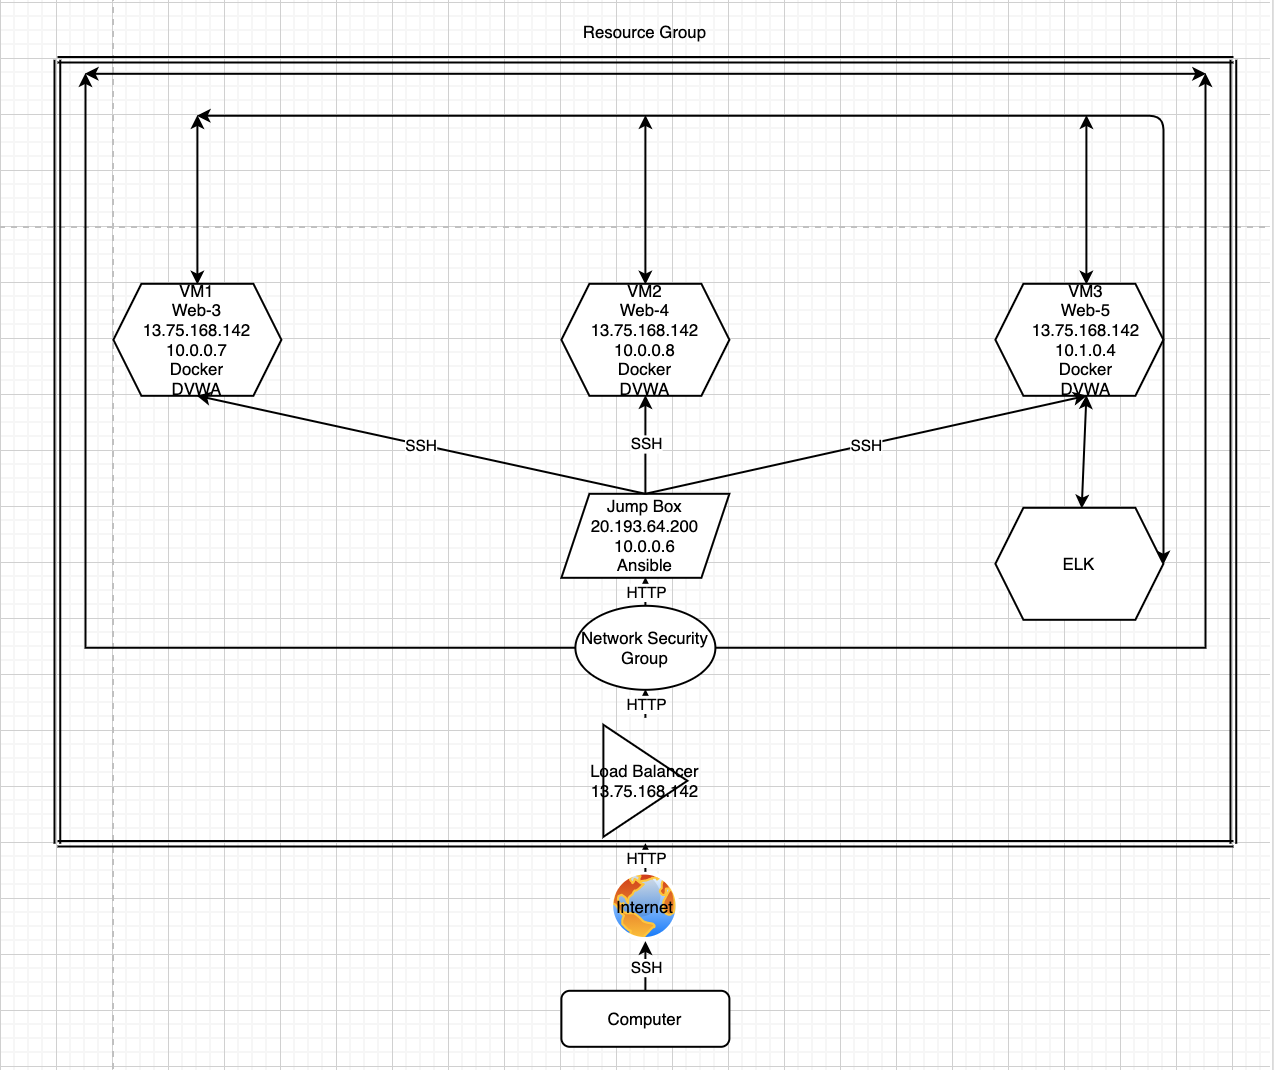 Resource Group
VM1
Web-3
13.75.168.142
10.0.0.7
Docker
DVWA
VM2
Web-4
13.75.168.142
10.0.0.8
Docker
DVWA
VM3
Web-5
13.75.168.142
10.1.0.4
Docker
DVWA
SSH
SSH
SSH
Jump Box
20.193.64.200
10.0.0.6
Ansible
ELK
HTTP
Network Security
Group
HTTP
Load Balancer
13.75.168.142
HTTP
Internet
SSH
Computer